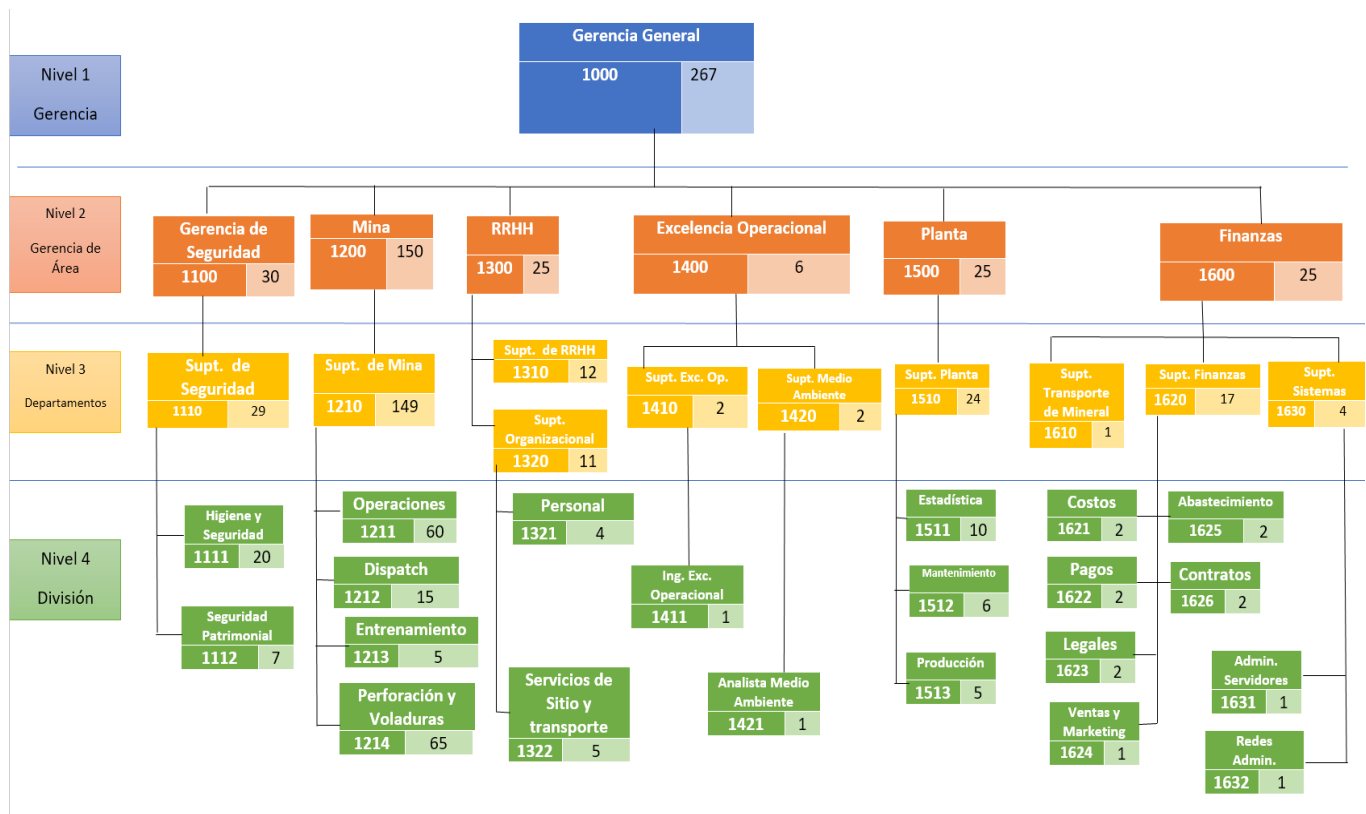 Gerencia General
1000 267
Nivel 1
Gerencia
Nivel 2
Gerencia de
Área
Gerencia de
Seguridad
1100 30
Mina
1200 150
RRHH
1300 25
Excelencia Operacional
1400 6
Planta
1500 25
Finanzas
1600 25
Nivel 3
Departamentos
Supt. de
Seguridad
1110 29
Supt. de Mina
1210 149
Supt. de RRHH
1310 12
Supt.
Organizacional
1320 11
Supt. Exc. Op.
1410 2
Supt. Medio
Ambiente
1420 2
Supt. Planta
1510 24
Supt.
Transporte
de Mineral
1610 1
Supt. Finanzas
1620 17
Supt.
Sistemas
1630 4
Nivel 4
División
Higiene y
Seguridad
1111 20
Seguridad
Patrimonial
1112 7
Operaciones
1211 60
Dispatch
1212 15
Entrenamiento
1213 5
Perforación y
Voladuras
1214 65
Personal
1321 4
Servicios de
Sitio y
transporte
1322 5
Ing. Exc.
Operacional
1411 1
Analista Medio
Ambiente
1421 1
Estadística
1511 10
Mantenimiento
1512 6
Producción
1513 5
Costos
1621 2
Pagos
1622 2
Legales
1623 2
Ventas y
Marketing
1624 1
Abastecimiento
1625 2
Contratos
1626 2
Admin.
Servidores
1631 1
Redes
Admin.
1632 1